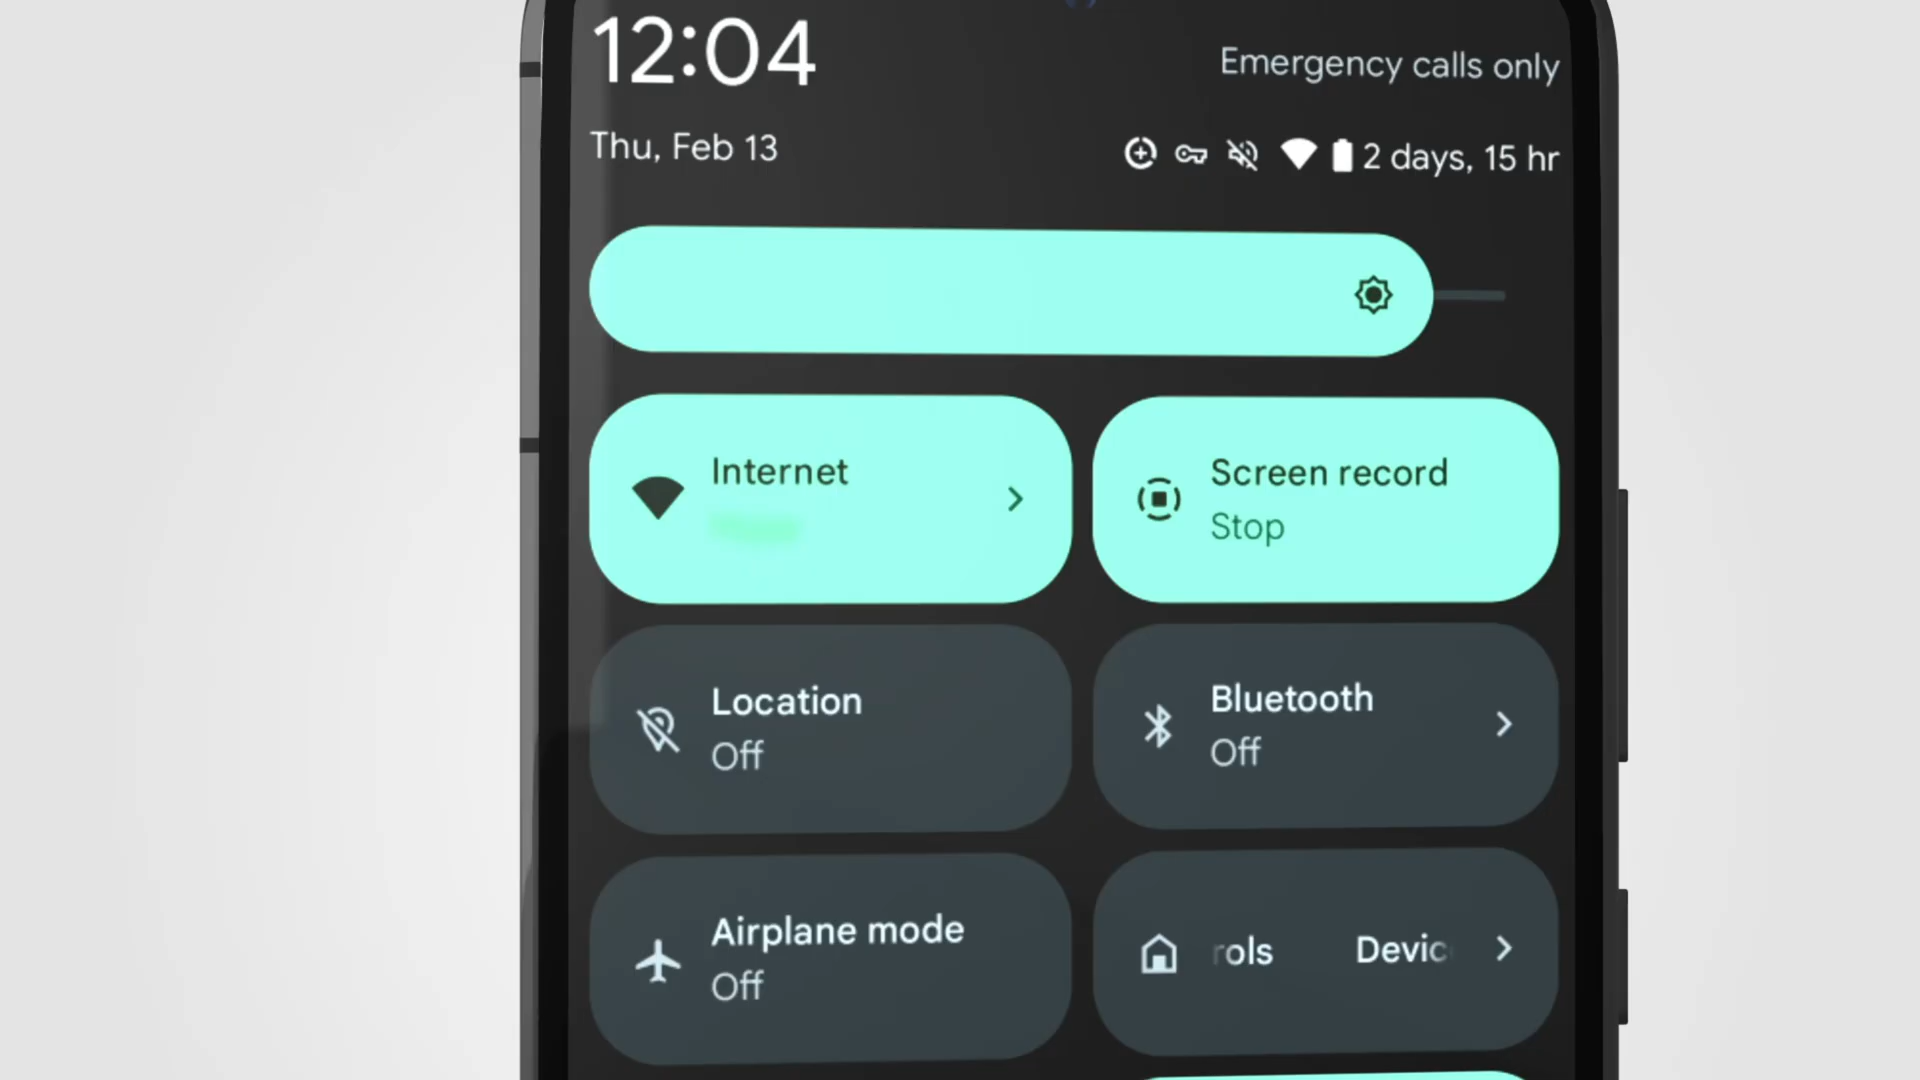 12:04
Emergency calls only
Thu, Feb 13
2 days, 15 hr
Internet
Screen record
Stop
Location
Off
Bluetooth
Off
Airplane mode
Off
rols Devic